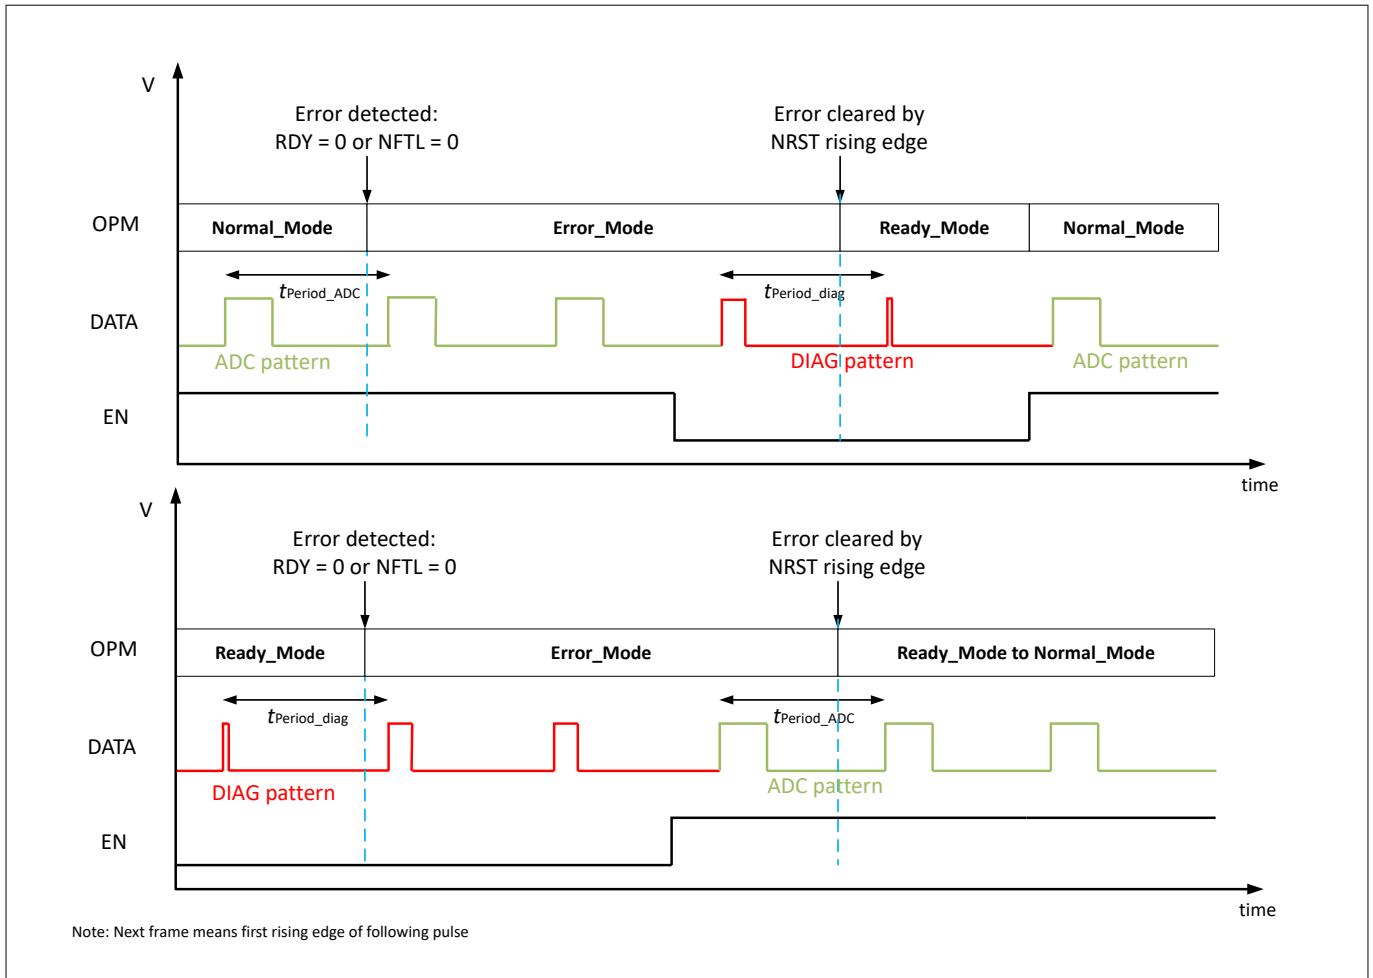 V
Error detected:
RDY = 0 or NFTL = 0
Error cleared by
NRST rising edge
OPM
Normal_Mode
Error_Mode
Ready_Mode
Normal_Mode
tPeriod_ADC
tPeriod_diag
DATA
ADC pattern
DIAG pattern
ADC pattern
EN
time
V
Error detected:
RDY = 0 or NFTL = 0
Error cleared by
NRST rising edge
OPM
Ready_Mode
Error_Mode
Ready_Mode to Normal_Mode
tPeriod_diag
tPeriod_ADC
DATA
DIAG pattern
ADC pattern
EN
time
Note: Next frame means first rising edge of following pulse